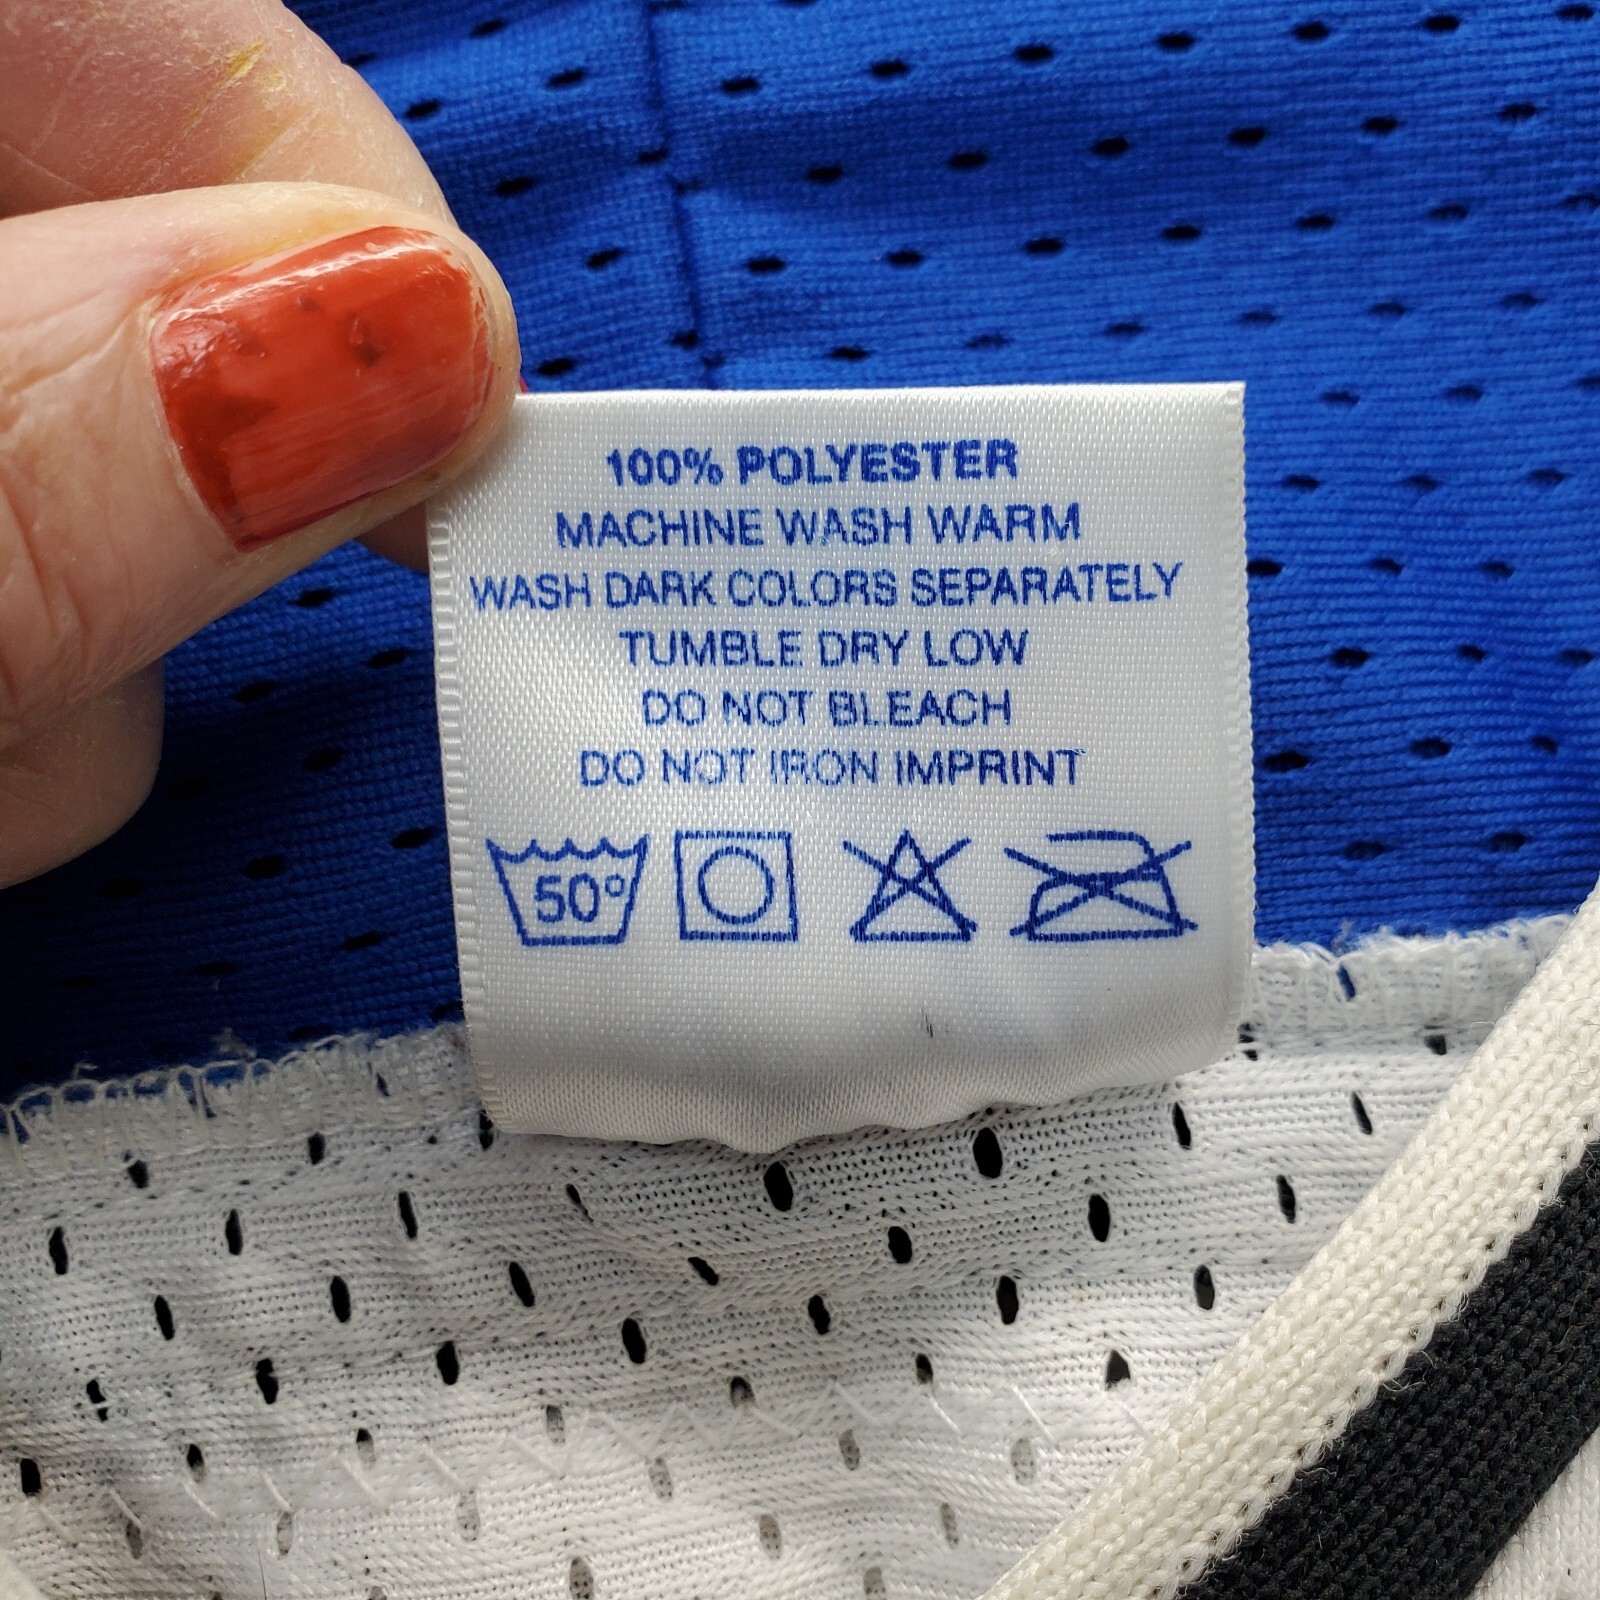 100% POLYESTER
MACHINE WASH WARM
WASH DARK COLORS SEPARATELY
TUMBLE DRY LOW
DO NOT BLEACH
DO NOT IRON IMPRINT
50°